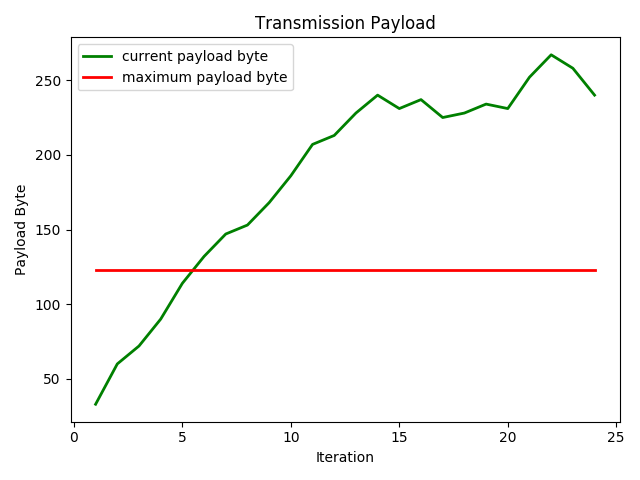 Transmission Payload
current payload byte
maximum payload byte
Payload Byte
250
200
150
100
50
0 5 10 15 20 25
Iteration